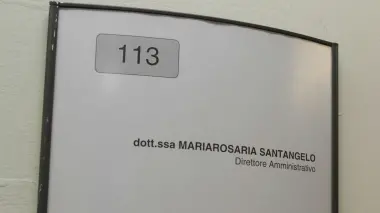 113
dott.ssa MARIAROSARIA SANTANGELO
Direttore Amministrativo